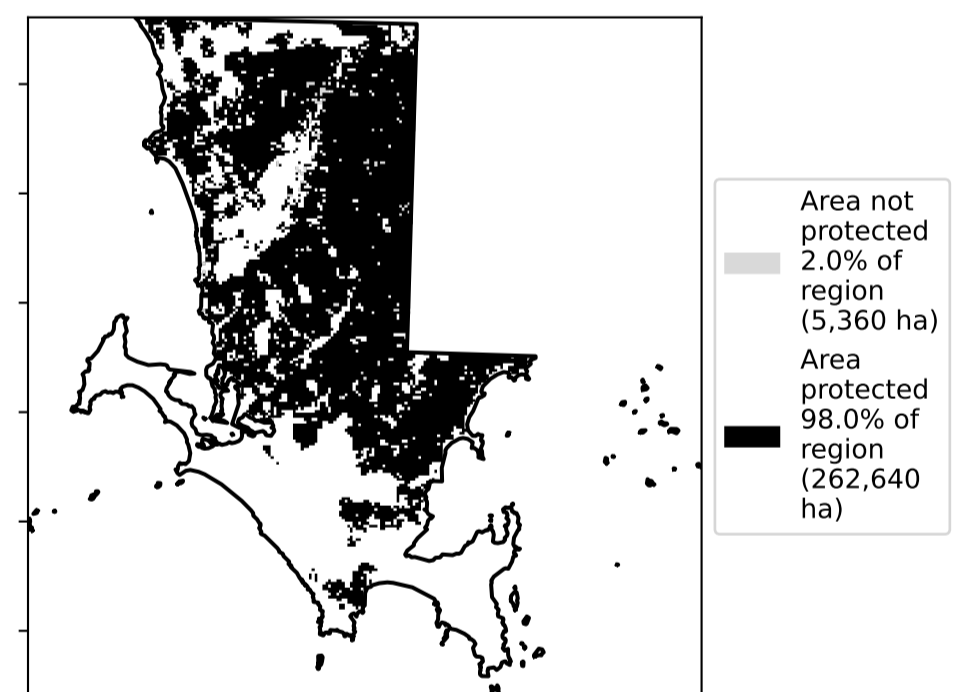 Area not
protected
2.0% of
region
(5,360 ha)
Area
protected
98.0% of
region
(262,640
ha)